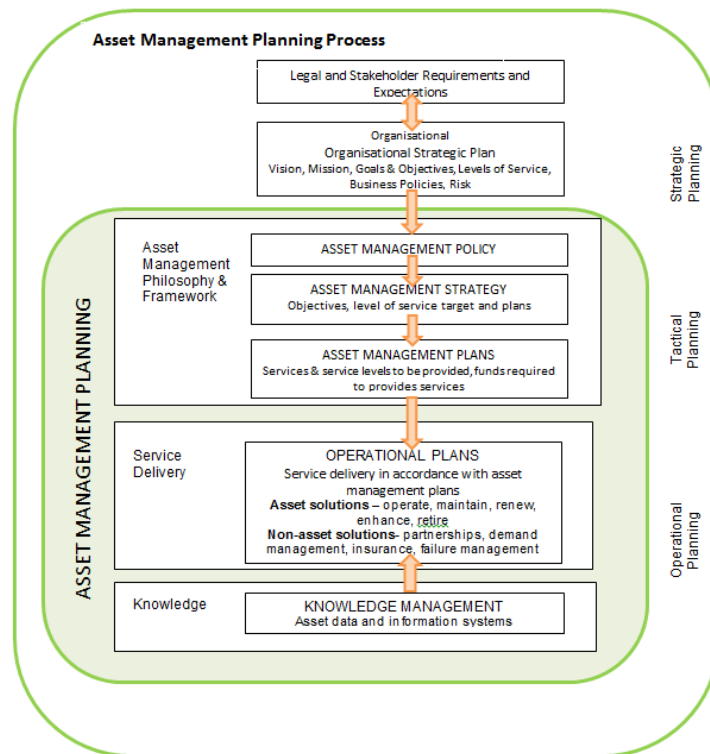 Asset Management Planning Process
Legal and Stakeholder Requirements and
Expectations
Organisational
Organisational Strategic Plan
Vision, Mission, Goals & Objectives, Levels of Service,
Business Policies, Risk
Strategic
Planning
Asset
Management
Philosophy &
Framework
ASSET MANAGEMENT POLICY
ASSET MANAGEMENT STRATEGY
Objectives, level of service target and plans
ASSET MANAGEMENT PLANS
Services & service levels to be provided, funds required
to provides services
Tactical
Planning
ASSET MANAGEMENT PLANNING
Service
Delivery
OPERATIONAL PLANS
Service delivery in accordance with asset
management plans
Asset solutions – operate, maintain, renew,
enhance, retire
Non-asset solutions- partnerships, demand
management, insurance, failure management
Operational
Planning
Knowledge
KNOWLEDGE MANAGEMENT
Asset data and information systems